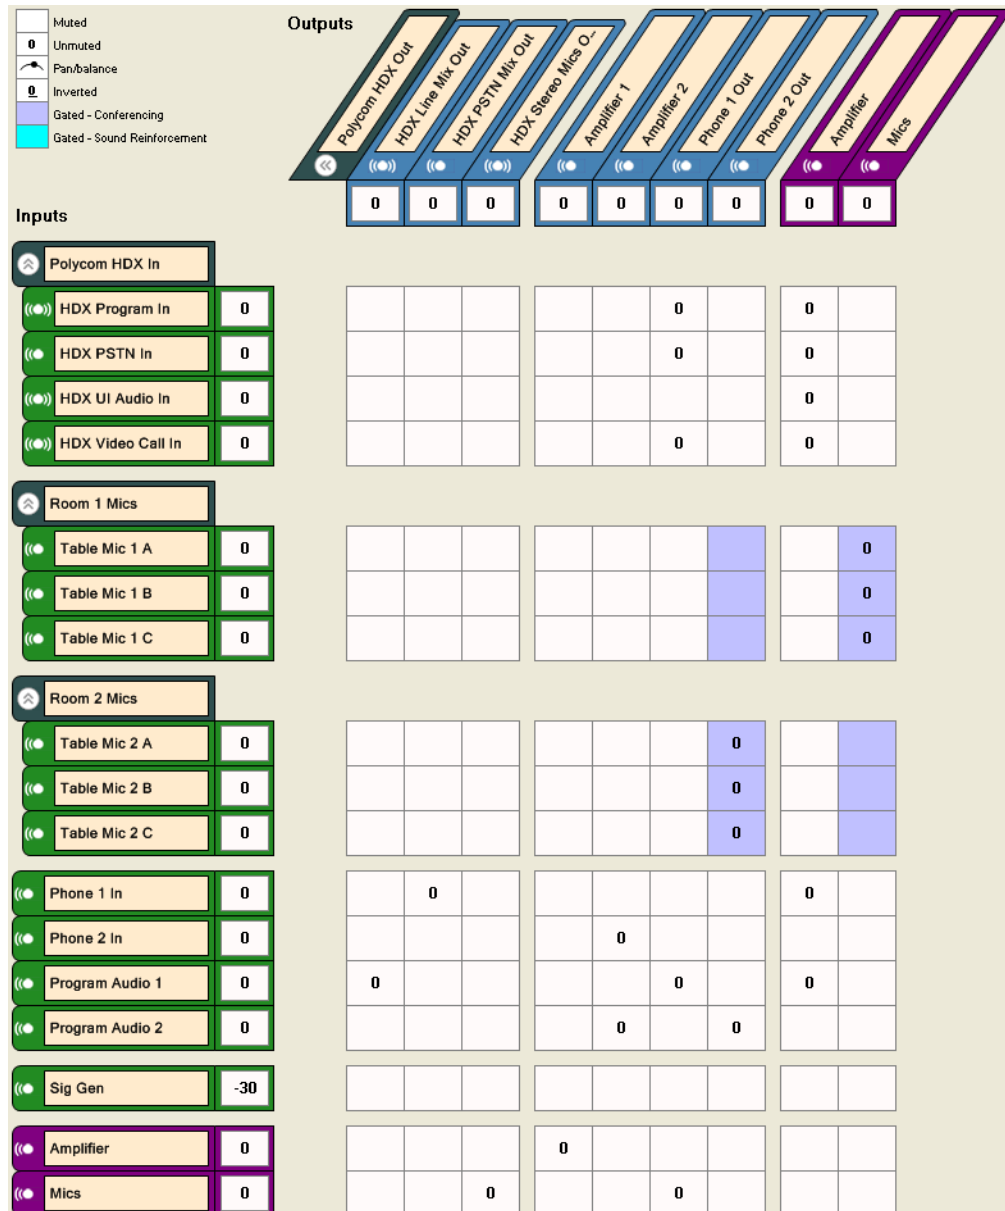 Muted
0 Unmuted
Pan/balance
0 Inverted
Gated - Conferencing
Gated - Sound Reinforcement
Outputs
Polycom HDX Out
HDX Line Mix Out
HDX PSTN Mix Out
HDX Stereo Mics O...
Amplifier 1
Amplifier 2
Phone 1 Out
Phone 2 Out
Amplifier
Mics
0 0 0 0 0 0 0 0 0
Inputs
Polycom HDX In
HDX Program In 0 0 0
HDX PSTN In 0 0 0
HDX UI Audio In 0 0
HDX Video Call In 0 0 0
Room 1 Mics
Table Mic 1 A 0 0
Table Mic 1 B 0 0
Table Mic 1 C 0 0
Room 2 Mics
Table Mic 2 A 0 0
Table Mic 2 B 0 0
Table Mic 2 C 0 0
Phone 1 In 0 0 0
Phone 2 In 0 0
Program Audio 1 0 0 0 0
Program Audio 2 0 0 0
Sig Gen -30
Amplifier 0 0
Mics 0 0 0